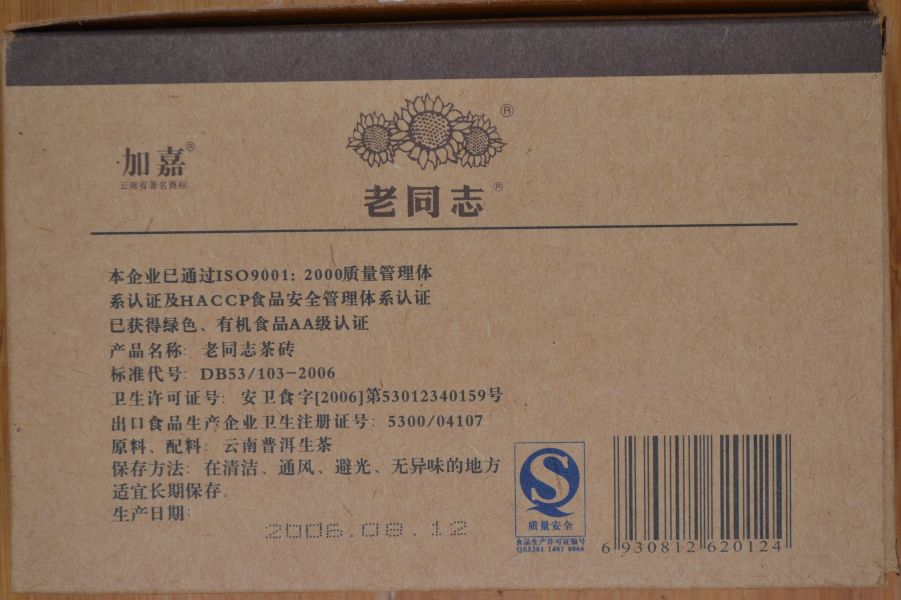 加嘉®
云南省著名商标
®
老同志®
本企业已通过ISO9001: 2000质量管理体
系认证及HACCP食品安全管理体系认证
已获得绿色、有机食品AA级认证
产品名称: 老同志茶砖
标准代号: DB53/103-2006
卫生许可证号: 安卫食字[2006]第53012340159号
出口食品生产企业卫生注册证号: 5300/04107
原料、配料: 云南普洱生茶
保存方法: 在清洁、通风、避光、无异味的地方
适宜长期保存。
生产日期:
2006.08.12
质量安全
食品生产许可证编号
QS5301 1401 0066
6 930812 620124